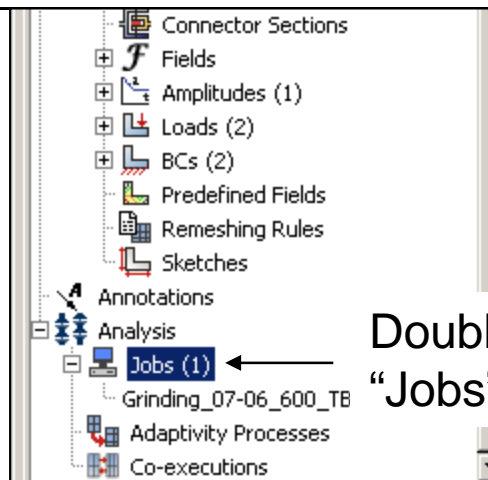 Connector Sections
Fields
Amplitudes (1)
Loads (2)
BCs (2)
Predefined Fields
Remeshing Rules
Sketches
Annotations
Analysis
Jobs (1)
Grinding_07-06_600_TB
Adaptivity Processes
Co-executions
“Jobs”